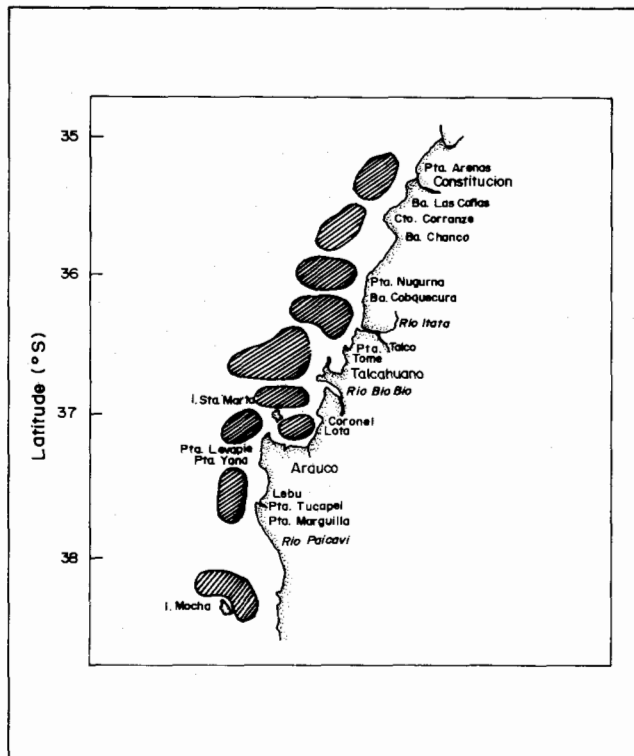 35
36
37
38
Latitude (°S)
Pta. Arenas
Constitucion
Ba. Las Cañas
Cto. Carranze
Ba. Chanco
Pta. Nugurna
Ba. Cobquecura
Rio Itata
Pta. Talco
Tome
Talcahuano
Rio Bio Bio
I. Sta. Marta
Coronel
Lota
Pta. Lavapie
Pta. Yana
Arauco
Lebu
Pta. Tucapel
Pta. Marguilla
Rio Paicavi
I. Mocha